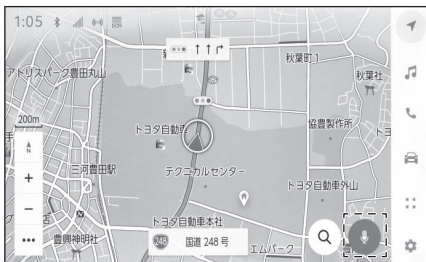 1:05
DCM
秋葉町1
アトリスパーク豊田丸山
秋葉社
200m
トヨタ自動車
協豊製作所
N
三河豊田駅
テクニカルセンター
トヨタ自動車外山
トヨタ自動車本社
248 国道 248 号
豊興神明社
エムパーク